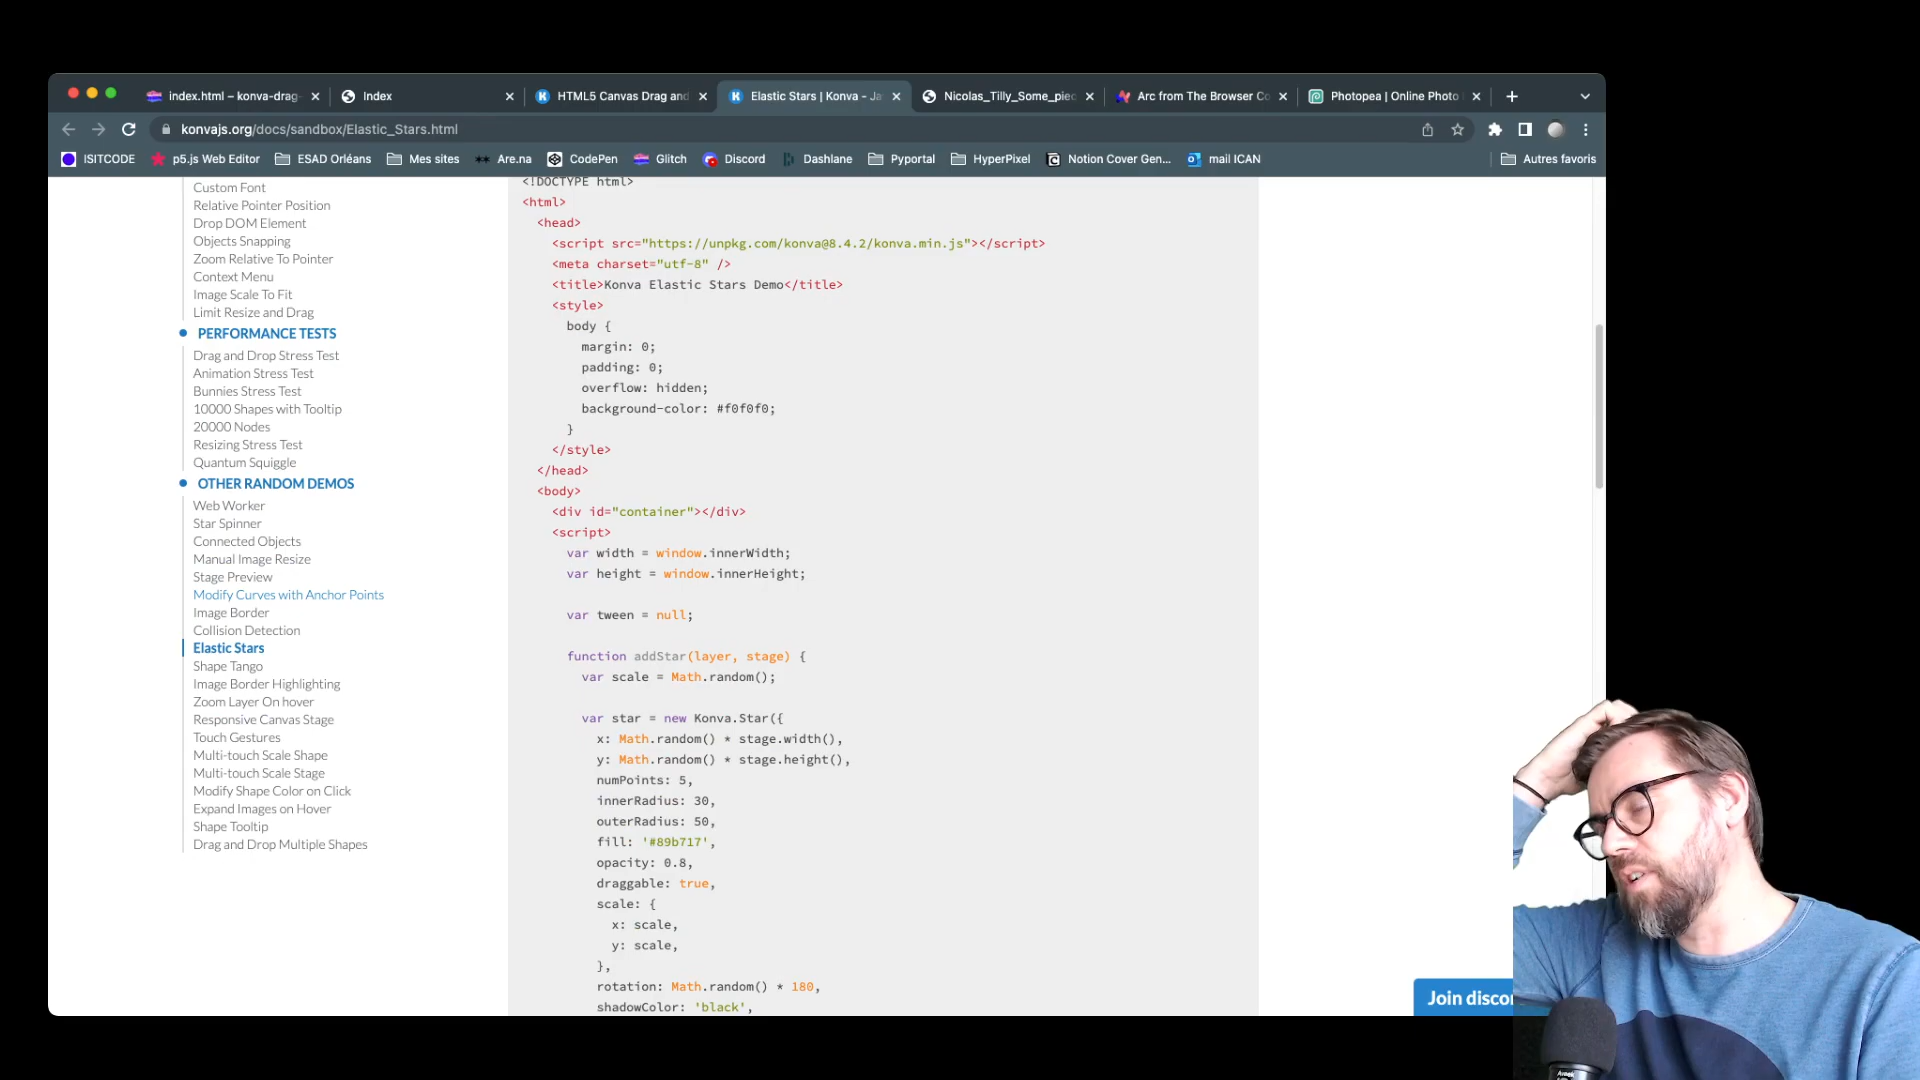 index.html – konva-drag-
Index
HTML5 Canvas Drag and
Elastic Stars | Konva - Ja
Nicolas_Tilly_Some_piec
Arc from The Browser Co
Photopea | Online Photo
konvajs.org/docs/sandbox/Elastic_Stars.html
ISITCODE
p5.js Web Editor
ESAD Orléans
Mes sites
Are.na
CodePen
Glitch
Discord
Dashlane
Pyportal
HyperPixel
Notion Cover Gen...
mail ICAN
Autres favoris
Custom Font
Relative Pointer Position
Drop DOM Element
Objects Snapping
Zoom Relative To Pointer
Context Menu
Image Scale To Fit
Limit Resize and Drag
PERFORMANCE TESTS
Drag and Drop Stress Test
Animation Stress Test
Bunnies Stress Test
10000 Shapes with Tooltip
20000 Nodes
Resizing Stress Test
Quantum Squiggle
OTHER RANDOM DEMOS
Web Worker
Star Spinner
Connected Objects
Manual Image Resize
Stage Preview
Modify Curves with Anchor Points
Image Border
Collision Detection
Elastic Stars
Shape Tango
Image Border Highlighting
Zoom Layer On hover
Responsive Canvas Stage
Touch Gestures
Multi-touch Scale Shape
Multi-touch Scale Stage
Modify Shape Color on Click
Expand Images on Hover
Shape Tooltip
Drag and Drop Multiple Shapes
<!DOCTYPE html>
<html>
<head>
<script src="https://unpkg.com/konva@8.4.2/konva.min.js"></script>
<meta charset="utf-8" />
<title>Konva Elastic Stars Demo</title>
<style>
body {
margin: 0;
padding: 0;
overflow: hidden;
background-color: #f0f0f0;
}
</style>
</head>
<body>
<div id="container"></div>
<script>
var width = window.innerWidth;
var height = window.innerHeight;
var tween = null;
function addStar(layer, stage) {
var scale = Math.random();
var star = new Konva.Star({
x: Math.random() * stage.width(),
y: Math.random() * stage.height(),
numPoints: 5,
innerRadius: 30,
outerRadius: 50,
fill: '#89b717',
opacity: 0.8,
draggable: true,
scale: {
x: scale,
y: scale,
},
rotation: Math.random() * 180,
shadowColor: 'black',
Join discor